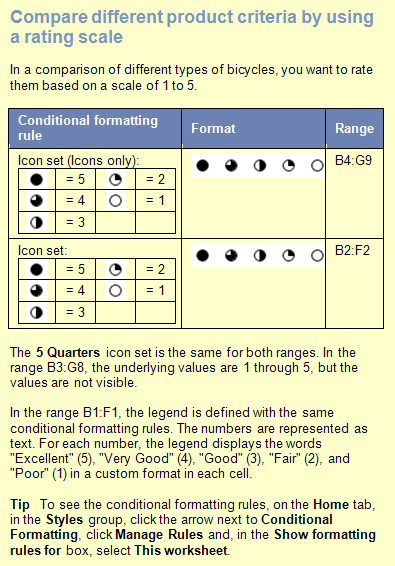 Compare different product criteria by using
a rating scale
In a comparison of different types of bicycles, you want to rate
them based on a scale of 1 to 5.
Conditional formatting
rule
Format
Range
Icon set (Icons only):
= 5 = 2
= 4 = 1
= 3
B4:G9
Icon set:
= 5 = 2
= 4 = 1
= 3
B2:F2
The 5 Quarters icon set is the same for both ranges. In the
range B3:G8, the underlying values are 1 through 5, but the
values are not visible.
In the range B1:F1, the legend is defined with the same
conditional formatting rules. The numbers are represented as
text. For each number, the legend displays the words
"Excellent" (5), "Very Good" (4), "Good" (3), "Fair" (2), and
"Poor" (1) in a custom format in each cell.
Tip To see the conditional formatting rules, on the Home tab,
in the Styles group, click the arrow next to Conditional
Formatting, click Manage Rules and, in the Show formatting
rules for box, select This worksheet.